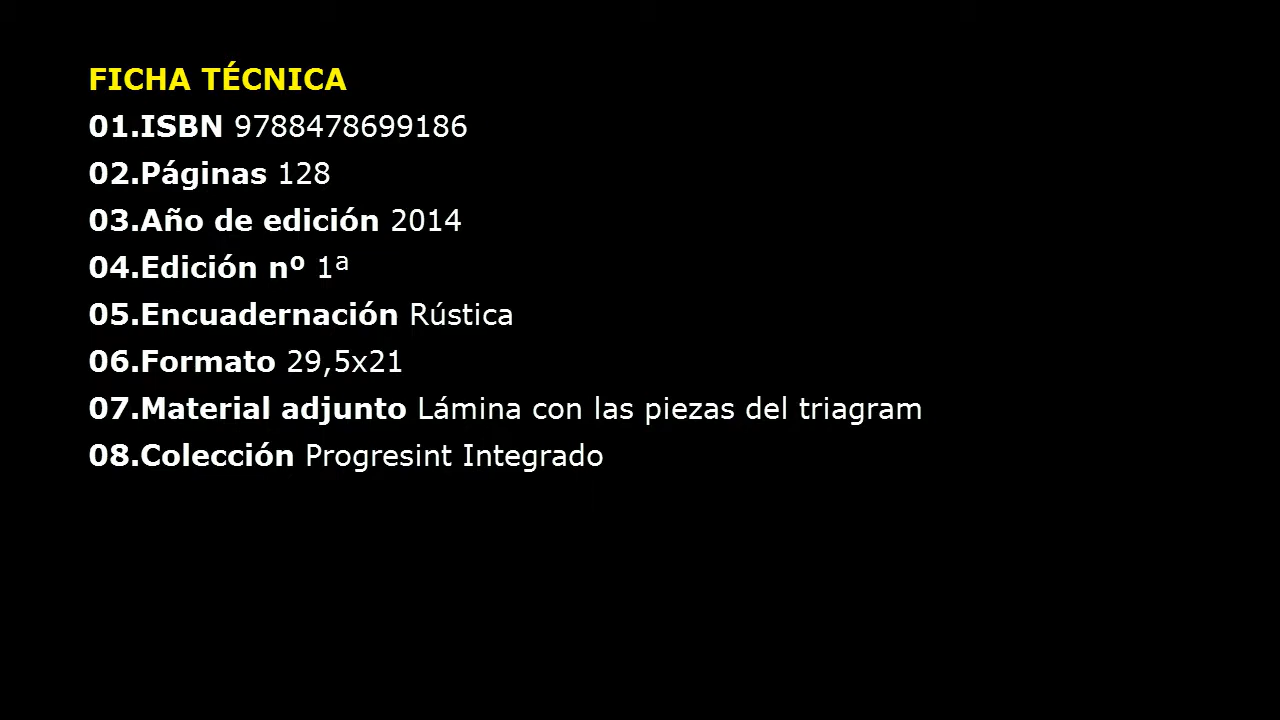 FICHA TÉCNICA
01.ISBN 9788478699186
02.Páginas 128
03.Año de edición 2014
04.Edición nº 1ª
05.Encuadernación Rústica
06.Formato 29,5x21
07.Material adjunto Lámina con las piezas del triagram
08.Colección Progresint Integrado